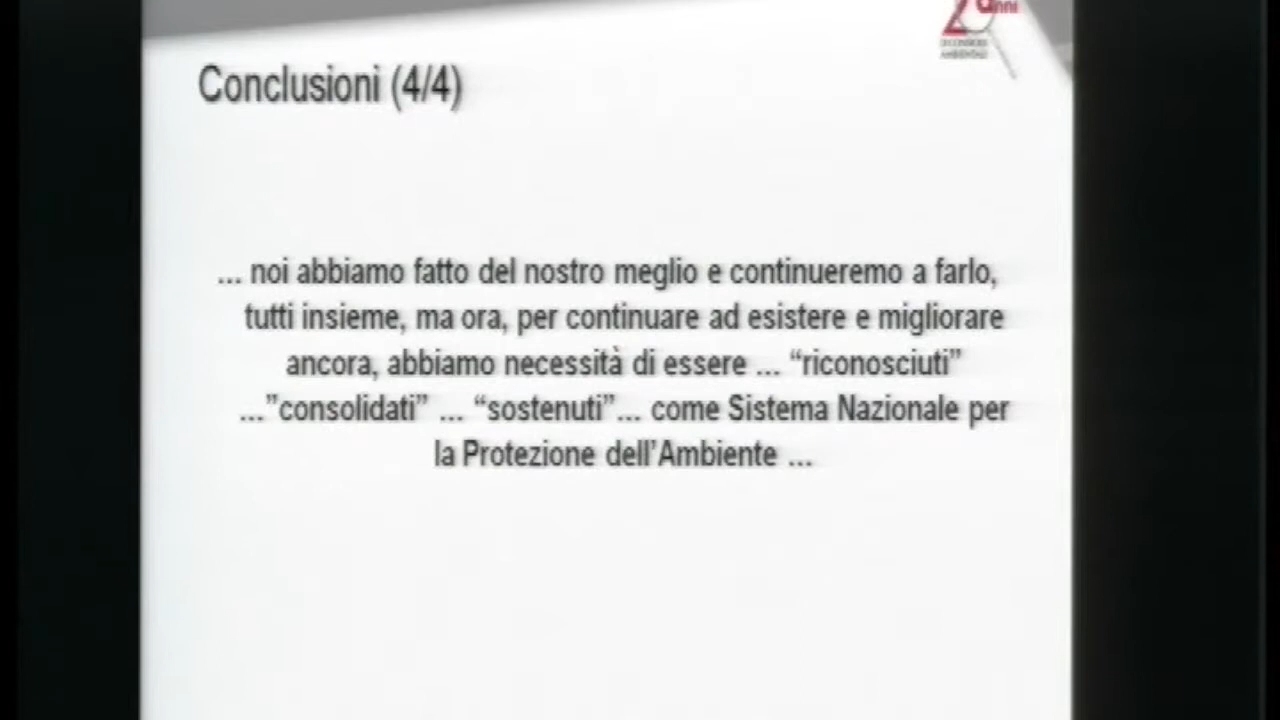 anni
Conclusioni (4/4)
... noi abbiamo fatto del nostro meglio e continueremo a farlo,
tutti insieme, ma ora, per continuare ad esistere e migliorare
ancora, abbiamo necessità di essere ... “riconosciuti”
...”consolidati” ... “sostenuti”... come Sistema Nazionale per
la Protezione dell’Ambiente ...